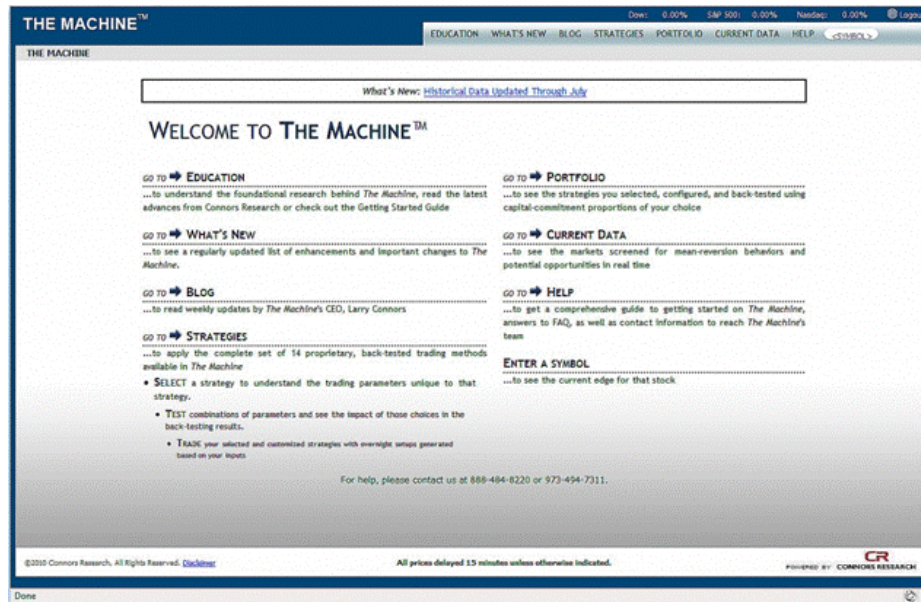 THE MACHINE™
Dow: 0.00% S&P 500: 0.00% Nasdaq: 0.00% Logout
EDUCATION WHAT'S NEW BLOG STRATEGIES PORTFOLIO CURRENT DATA HELP <SYMBOL>
THE MACHINE
What's New: Historical Data Updated Through July
WELCOME TO THE MACHINE™
GO TO ➡ EDUCATION
...to understand the foundational research behind The Machine, read the latest
advances from Connors Research or check out the Getting Started Guide
GO TO ➡ WHAT'S NEW
...to see a regularly updated list of enhancements and important changes to The
Machine.
GO TO ➡ BLOG
...to read weekly updates by The Machine's CEO, Larry Connors
GO TO ➡ STRATEGIES
...to apply the complete set of 14 proprietary, back-tested trading methods
available in The Machine
• SELECT a strategy to understand the trading parameters unique to that
strategy.
• TEST combinations of parameters and see the impact of those choices in the
back-testing results.
• TRADE your selected and customized strategies with overnight setups generated
based on your inputs
GO TO ➡ PORTFOLIO
...to see the strategies you selected, configured, and back-tested using
capital-commitment proportions of your choice
GO TO ➡ CURRENT DATA
...to see the markets screened for mean-reversion behaviors and
potential opportunities in real time
GO TO ➡ HELP
...to get a comprehensive guide to getting started on The Machine,
answers to FAQ, as well as contact information to reach The Machine's
team
ENTER A SYMBOL
...to see the current edge for that stock
For help, please contact us at 888-484-8220 or 973-494-7311.
©2010 Connors Research, All Rights Reserved. Disclaimer
All prices delayed 15 minutes unless otherwise indicated.
CR
POWERED BY CONNORS RESEARCH
Done